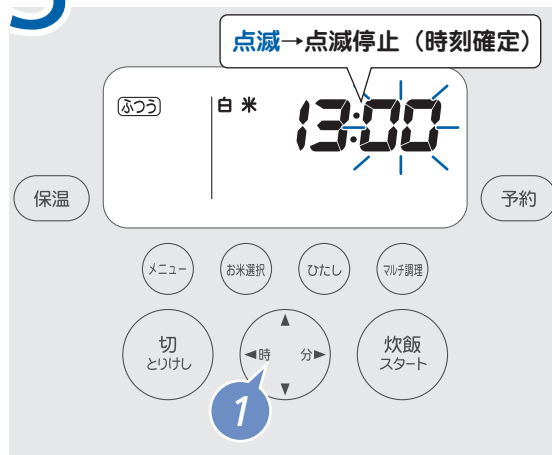 点滅→点滅停止（時刻確定）
ふつう
白米
13:00
保温
予約
メニュー
お米選択
ひたし
マルチ調理
切
とりけし
▲
◀時 分▶
▼
炊飯
スタート
1